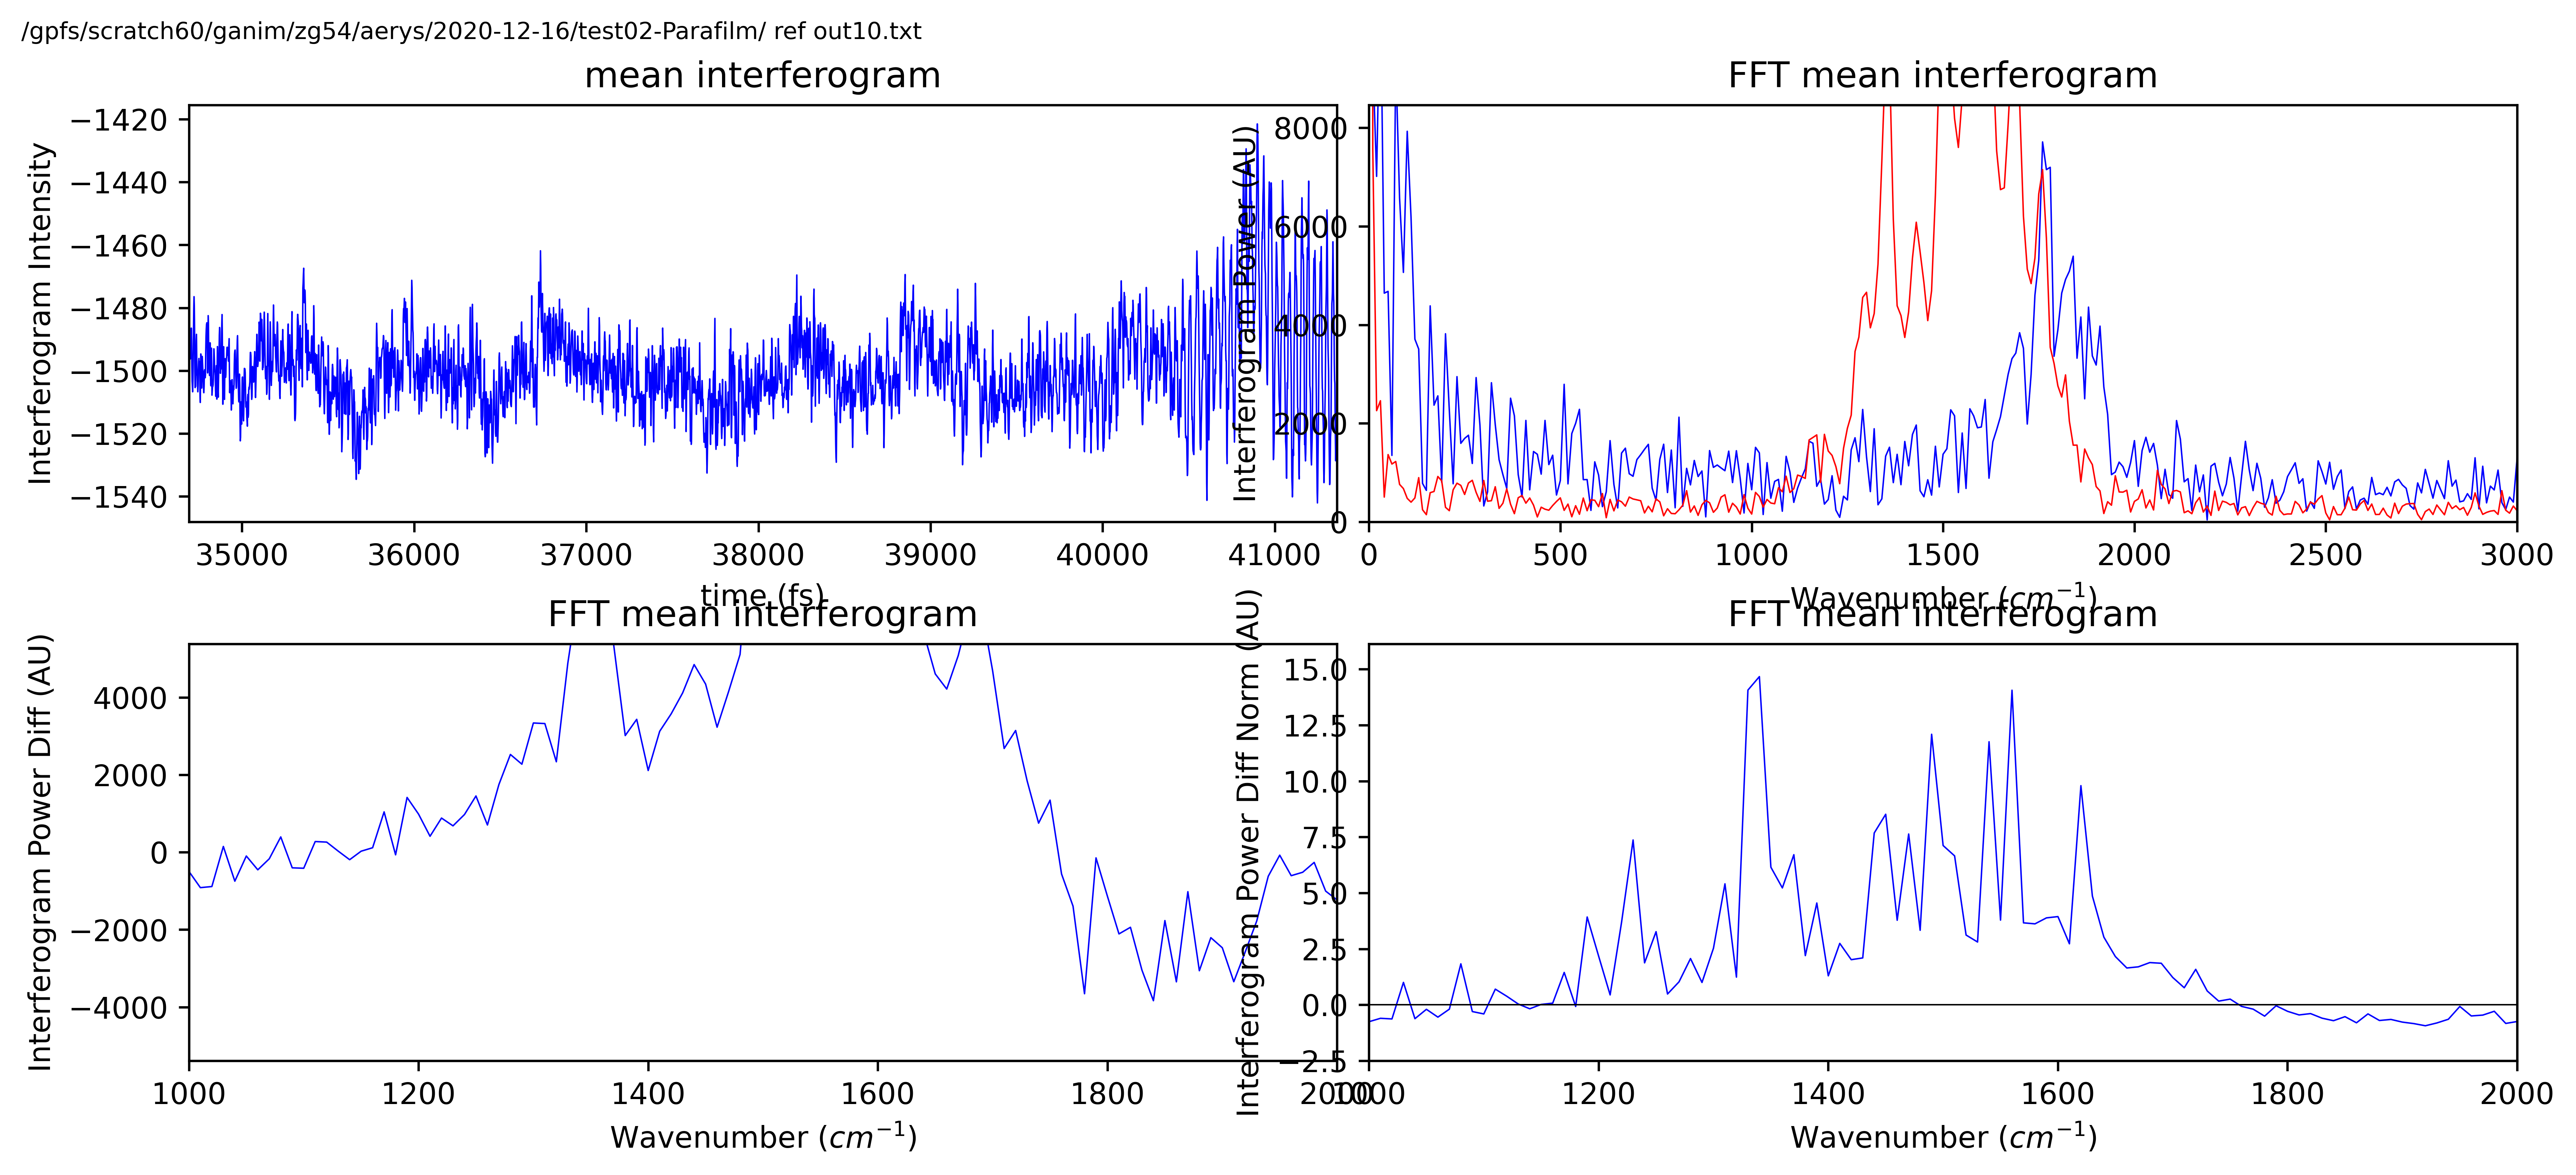 /gpfs/scratch60/ganim/zg54/aerys/2020-12-16/test02-Parafilm/ ref out10.txt
mean interferogram
Interferogram Intensity
−1420
−1440
−1460
−1480
−1500
−1520
−1540
35000 36000 37000 38000 39000 40000 41000
time (fs)
FFT mean interferogram
Interferogram Power (AU)
8000
6000
4000
2000
0
0 500 1000 1500 2000 2500 3000
Wavenumber (cm⁻¹)
FFT mean interferogram
Interferogram Power Diff (AU)
4000
2000
0
−2000
−4000
1000 1200 1400 1600 1800 2000
Wavenumber (cm⁻¹)
FFT mean interferogram
Interferogram Power Diff Norm (AU)
15.0
12.5
10.0
7.5
5.0
2.5
0.0
−2.5
1000 1200 1400 1600 1800 2000
Wavenumber (cm⁻¹)